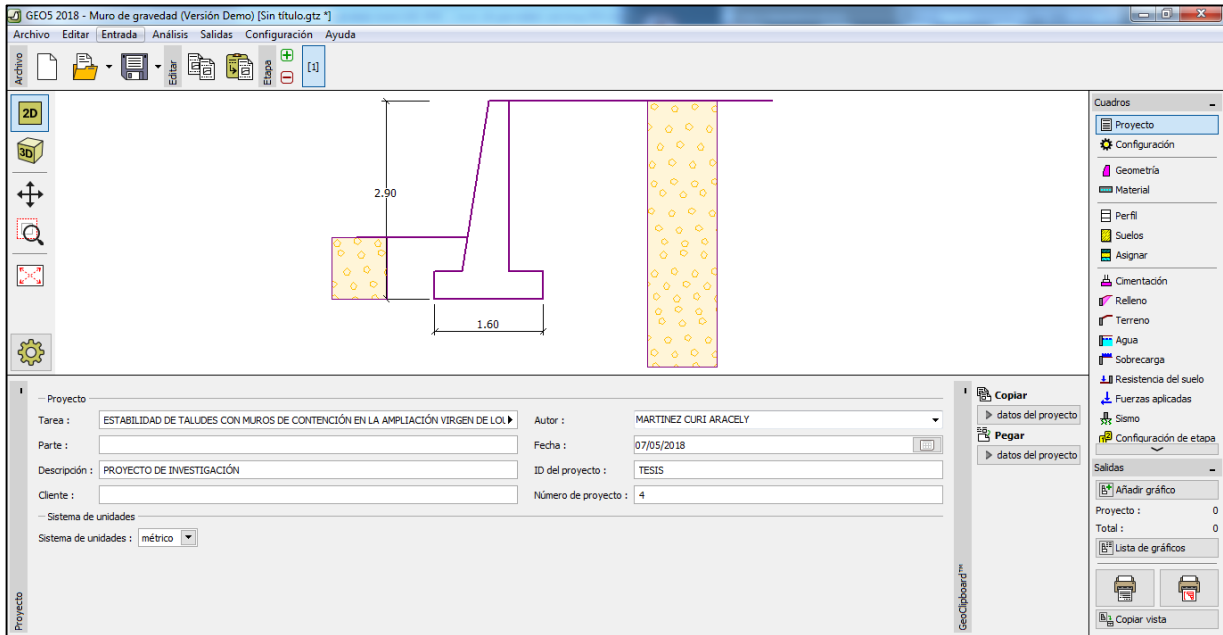 GEO5 2018 - Muro de gravedad (Versión Demo) [Sin título.gtz *]
Archivo Editar Entrada Análisis Salidas Configuración Ayuda
Archivo
Editar
Etapa
[1]
2D
3D
2.90
1.60
Cuadros
Proyecto
Configuración
Geometría
Material
Perfil
Suelos
Asignar
Cimentación
Relleno
Terreno
Agua
Sobrecarga
Resistencia del suelo
Fuerzas aplicadas
Sismo
Configuración de etapa
Proyecto
Proyecto
Tarea : ESTABILIDAD DE TALUDES CON MUROS DE CONTENCIÓN EN LA AMPLIACIÓN VIRGEN DE LOU Autor : MARTINEZ CURI ARACELY
Parte : Fecha : 07/05/2018
Descripción : PROYECTO DE INVESTIGACIÓN ID del proyecto : TESIS
Cliente : Número de proyecto : 4
Sistema de unidades
Sistema de unidades : métrico
GeoClipboard™
Copiar
datos del proyecto
Pegar
datos del proyecto
Salidas
Añadir gráfico
Proyecto : 0
Total : 0
Lista de gráficos
Copiar vista